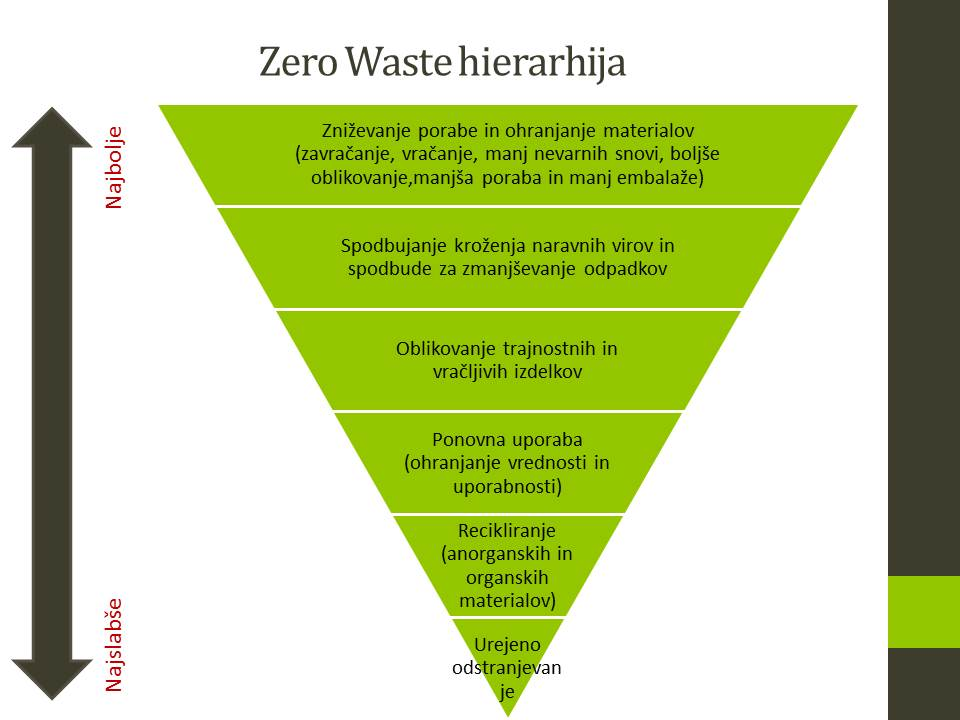 Zero Waste hierarhija
Najbolje
Zniževanje porabe in ohranjanje materialov
(zavračanje, vračanje, manj nevarnih snovi, boljše
oblikovanje,manjša poraba in manj embalaže)
Spodbujanje kroženja naravnih virov in
spodbude za zmanjševanje odpadkov
Oblikovanje trajnostnih in
vračljivih izdelkov
Ponovna uporaba
(ohranjanje vrednosti in
uporabnosti)
Recikliranje
(anorganskih in
organskih
materialov)
Najslabše
Urejeno
odstranjevan
je